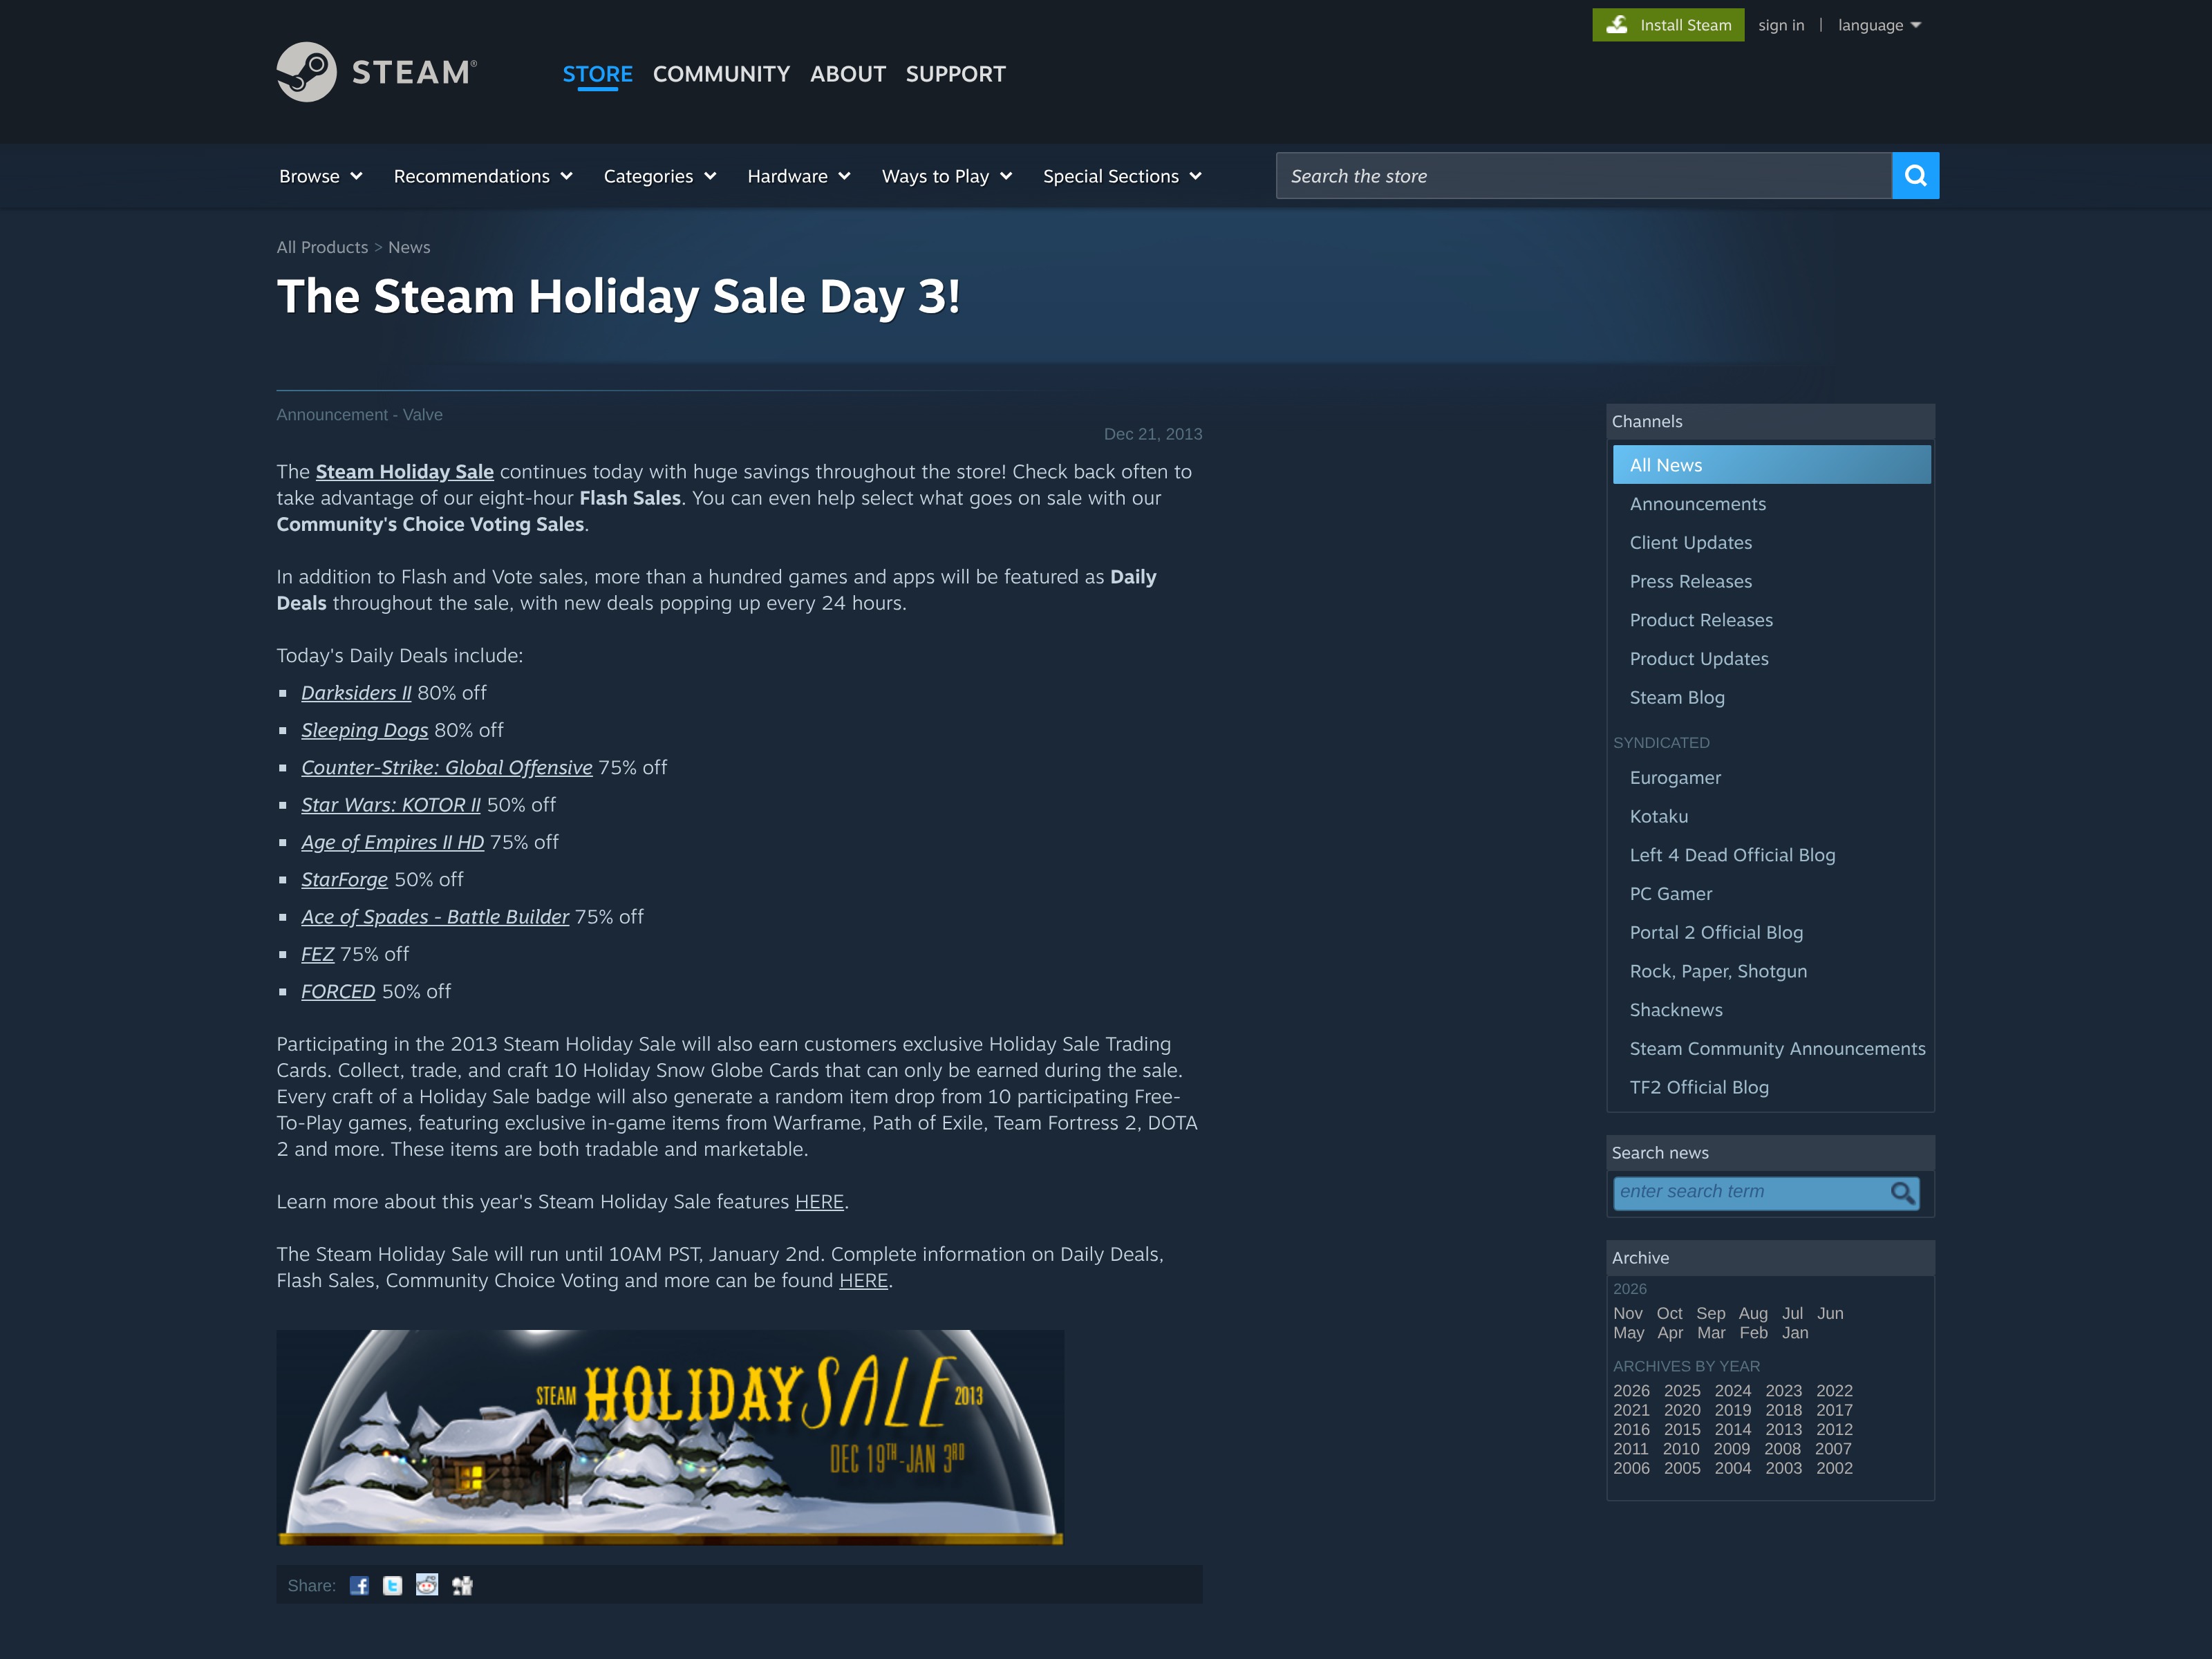 Install Steam
sign in | language
STEAM®
STORE COMMUNITY ABOUT SUPPORT
Browse Recommendations Categories Hardware Ways to Play Special Sections
Search the store
All Products > News
The Steam Holiday Sale Day 3!
Announcement - Valve
Dec 21, 2013
The Steam Holiday Sale continues today with huge savings throughout the store! Check back often to
take advantage of our eight-hour Flash Sales. You can even help select what goes on sale with our
Community's Choice Voting Sales.
In addition to Flash and Vote sales, more than a hundred games and apps will be featured as Daily
Deals throughout the sale, with new deals popping up every 24 hours.
Today's Daily Deals include:
Darksiders II 80% off
Sleeping Dogs 80% off
Counter-Strike: Global Offensive 75% off
Star Wars: KOTOR II 50% off
Age of Empires II HD 75% off
StarForge 50% off
Ace of Spades - Battle Builder 75% off
FEZ 75% off
FORCED 50% off
Participating in the 2013 Steam Holiday Sale will also earn customers exclusive Holiday Sale Trading
Cards. Collect, trade, and craft 10 Holiday Snow Globe Cards that can only be earned during the sale.
Every craft of a Holiday Sale badge will also generate a random item drop from 10 participating Free-
To-Play games, featuring exclusive in-game items from Warframe, Path of Exile, Team Fortress 2, DOTA
2 and more. These items are both tradable and marketable.
Learn more about this year's Steam Holiday Sale features HERE.
The Steam Holiday Sale will run until 10AM PST, January 2nd. Complete information on Daily Deals,
Flash Sales, Community Choice Voting and more can be found HERE.
STEAM HOLIDAY SALE 2013
DEC 19TH-JAN 3RD
Share:
Channels
All News
Announcements
Client Updates
Press Releases
Product Releases
Product Updates
Steam Blog
SYNDICATED
Eurogamer
Kotaku
Left 4 Dead Official Blog
PC Gamer
Portal 2 Official Blog
Rock, Paper, Shotgun
Shacknews
Steam Community Announcements
TF2 Official Blog
Search news
enter search term
Archive
2026
Nov Oct Sep Aug Jul Jun
May Apr Mar Feb Jan
ARCHIVES BY YEAR
2026 2025 2024 2023 2022
2021 2020 2019 2018 2017
2016 2015 2014 2013 2012
2011 2010 2009 2008 2007
2006 2005 2004 2003 2002